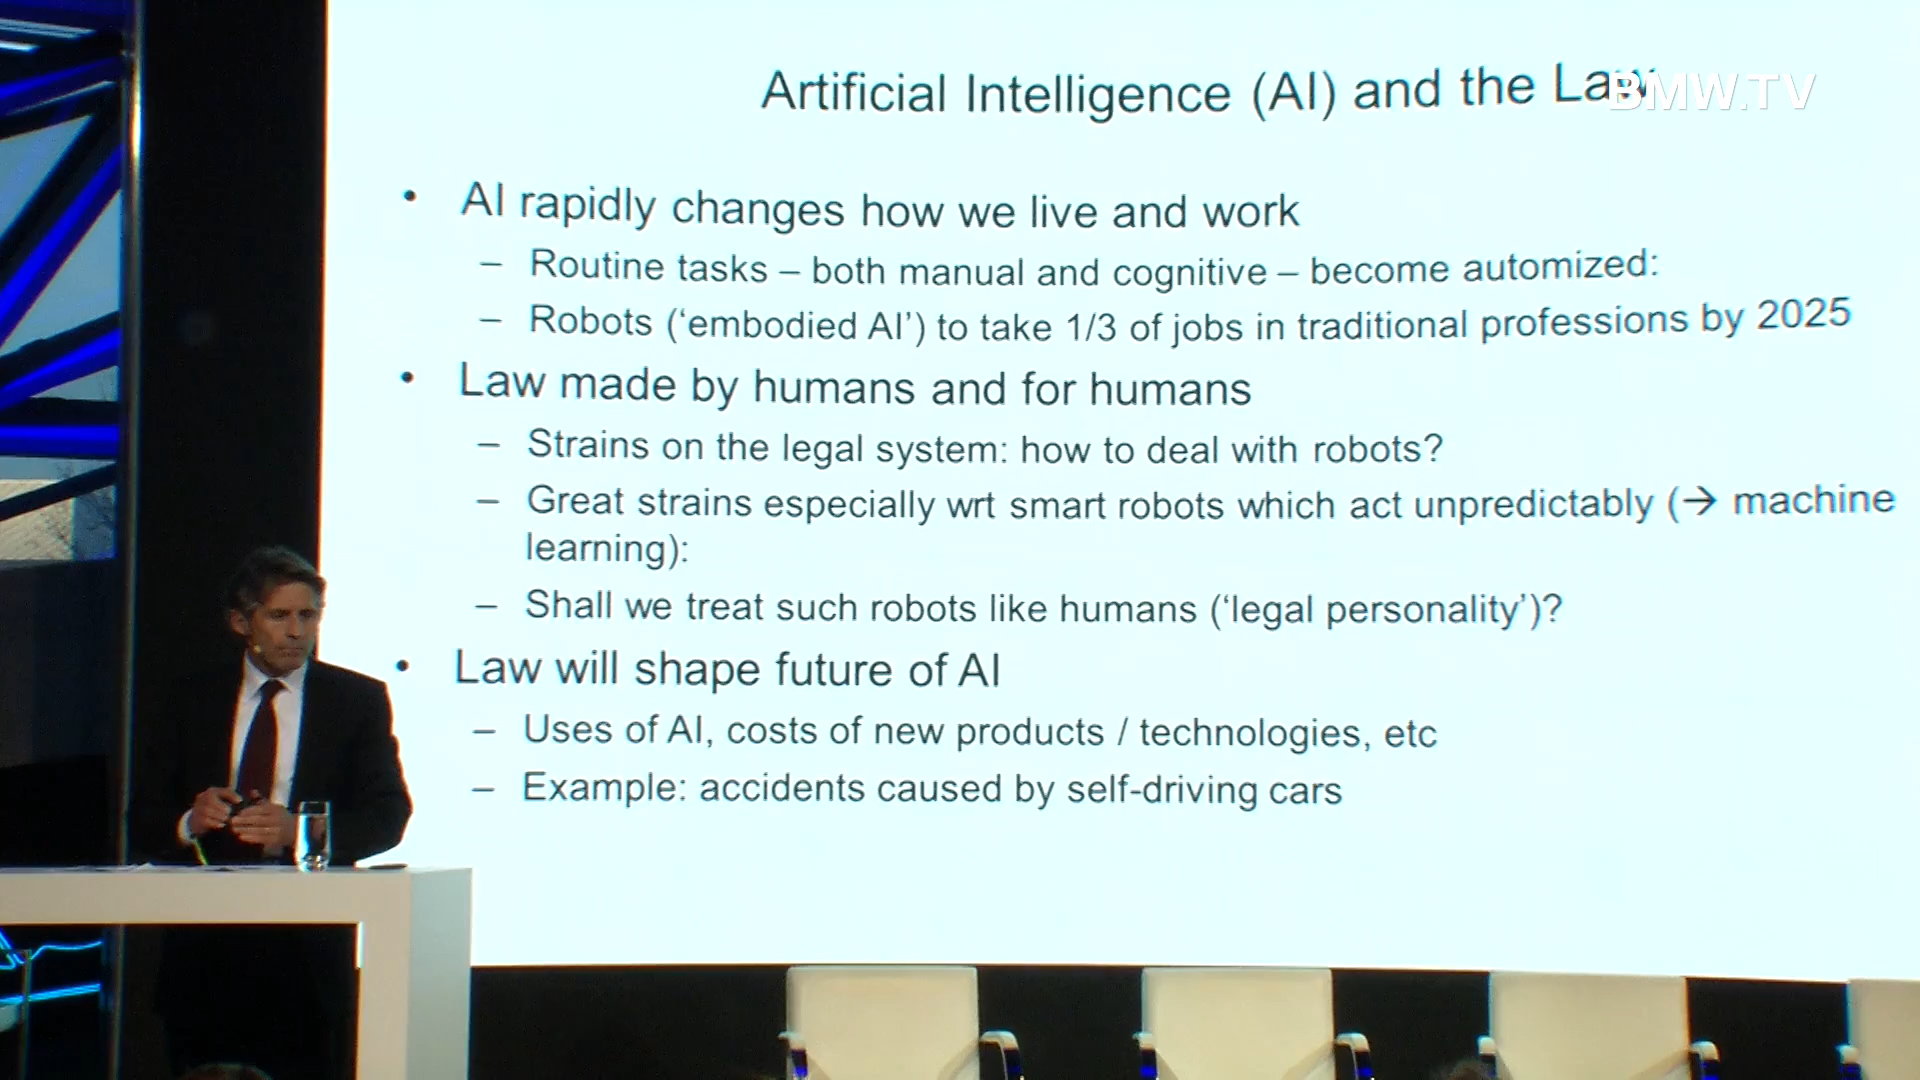 Artificial Intelligence (AI) and the Law
BMW.TV
• AI rapidly changes how we live and work
– Routine tasks – both manual and cognitive – become automized:
– Robots (‘embodied AI’) to take 1/3 of jobs in traditional professions by 2025
• Law made by humans and for humans
– Strains on the legal system: how to deal with robots?
– Great strains especially wrt smart robots which act unpredictably (→ machine
learning):
– Shall we treat such robots like humans (‘legal personality’)?
• Law will shape future of AI
– Uses of AI, costs of new products / technologies, etc
– Example: accidents caused by self-driving cars